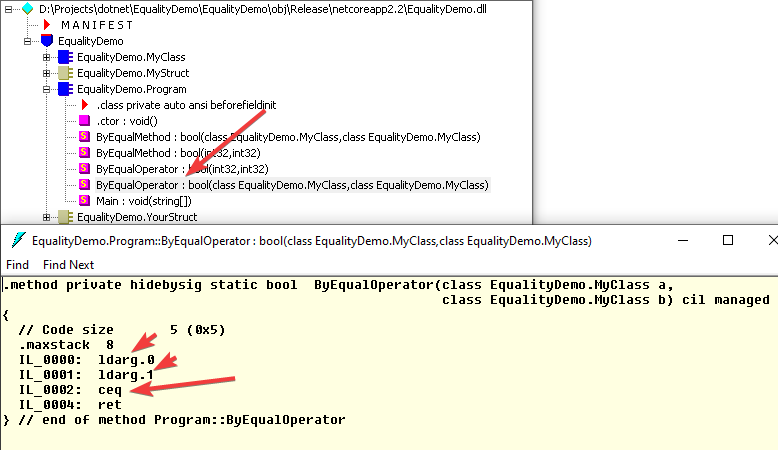 D:\Projects\dotnet\EqualityDemo\EqualityDemo\obj\Release\netcoreapp2.2\EqualityDemo.dll
M A N I F E S T
EqualityDemo
EqualityDemo.MyClass
EqualityDemo.MyStruct
EqualityDemo.Program
.class private auto ansi beforefieldinit
.ctor : void()
ByEqualMethod : bool(class EqualityDemo.MyClass,class EqualityDemo.MyClass)
ByEqualMethod : bool(int32,int32)
ByEqualOperator : bool(int32,int32)
ByEqualOperator : bool(class EqualityDemo.MyClass,class EqualityDemo.MyClass)
Main : void(string[])
EqualityDemo.YourStruct
EqualityDemo.Program::ByEqualOperator : bool(class EqualityDemo.MyClass,class EqualityDemo.MyClass)
Find Find Next
.method private hidebysig static bool  ByEqualOperator(class EqualityDemo.MyClass a,
class EqualityDemo.MyClass b) cil managed
{
// Code size       5 (0x5)
.maxstack  8
IL_0000:  ldarg.0
IL_0001:  ldarg.1
IL_0002:  ceq
IL_0004:  ret
} // end of method Program::ByEqualOperator